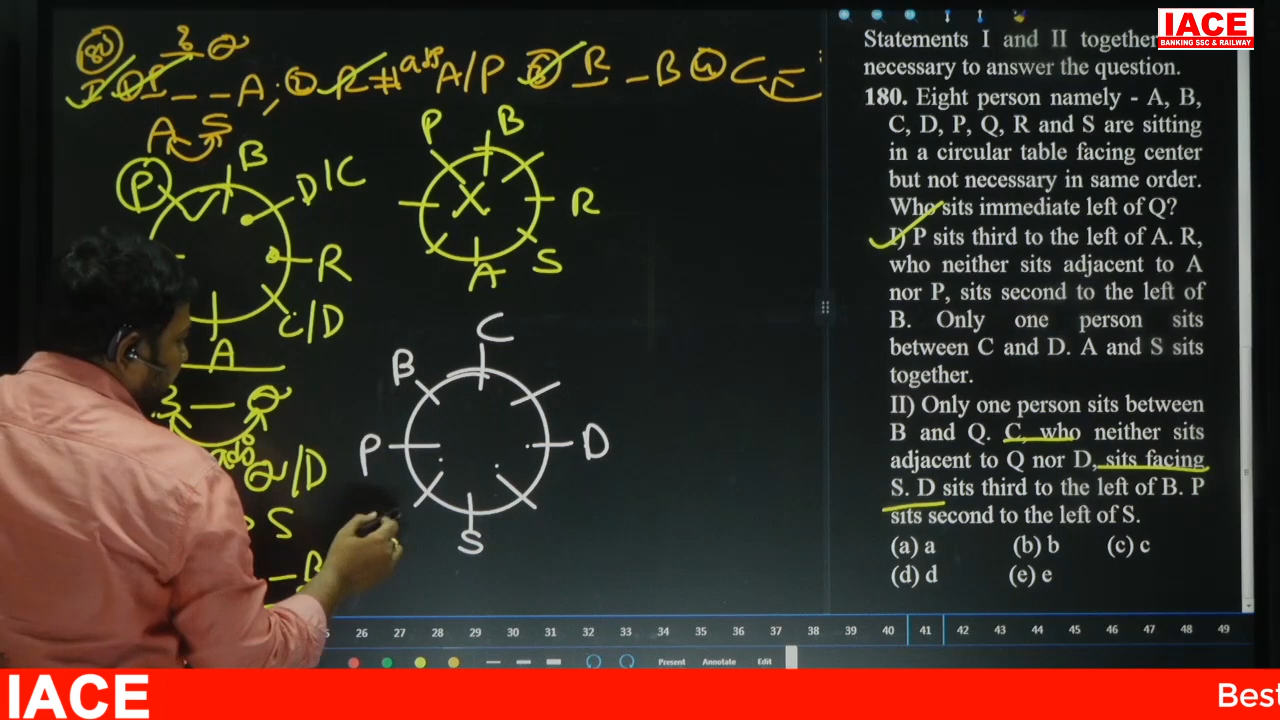 IACE
BANKING SSC & RAILWAY
Statements I and II together
necessary to answer the question.
180. Eight person namely - A, B,
C, D, P, Q, R and S are sitting
in a circular table facing center
but not necessary in same order.
Who sits immediate left of Q?
I) P sits third to the left of A. R,
who neither sits adjacent to A
nor P, sits second to the left of
B. Only one person sits
between C and D. A and S sits
together.
II) Only one person sits between
B and Q. C, who neither sits
adjacent to Q nor D, sits facing
S. D sits third to the left of B. P
sits second to the left of S.
(a) a (b) b (c) c
(d) d (e) e
180
A S
B
P D/C
R
C/D
A
Q/D
S
P B
R
S
A
C
B
P D
S
26 27 28 29 30 31 32 33 34 35 36 37 38 39 40 41 42 43 44 45 46 47 48 49
Present Annotate Edit
IACE
Best